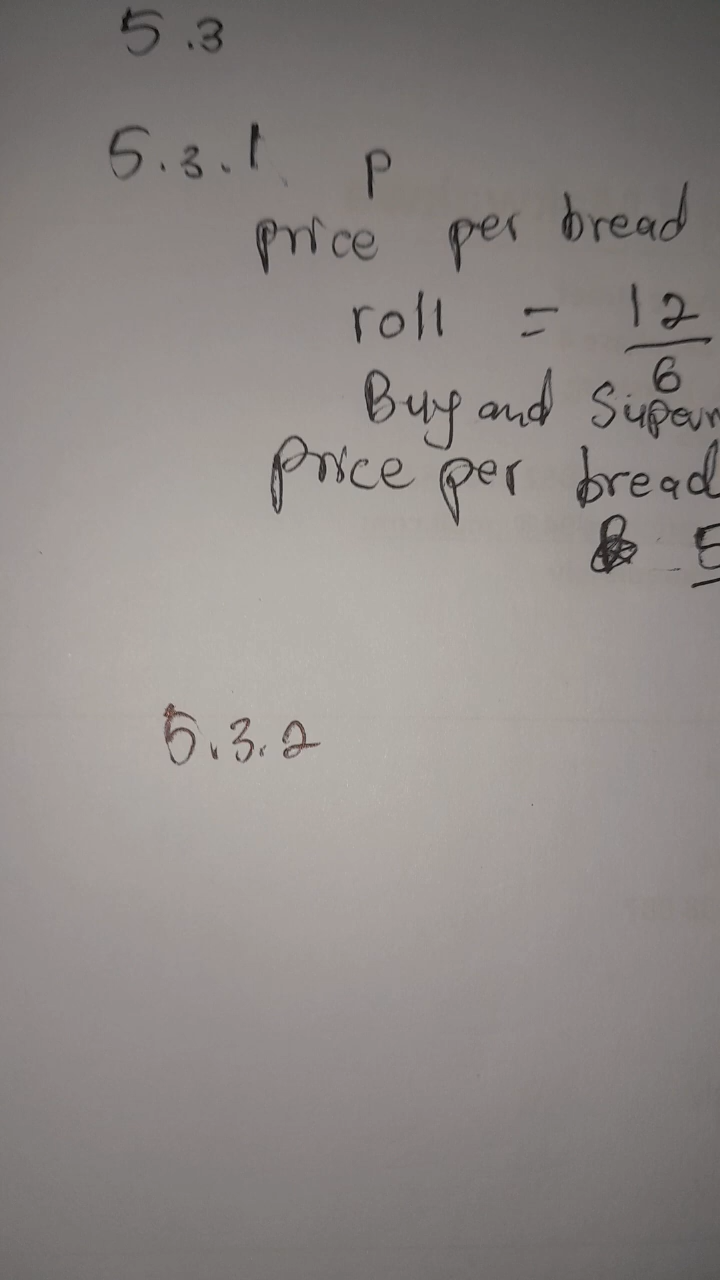 5.3
5.3.1. P
price per bread
roll = 12
6
Buy and
price per bread
5
5.3.2